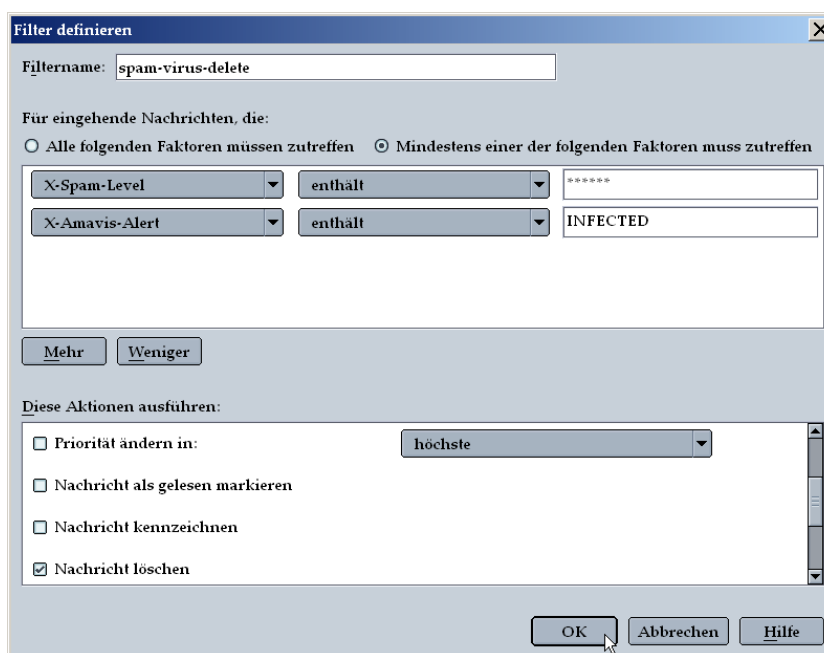 Filter definieren
Filtername: spam-virus-delete
Für eingehende Nachrichten, die:
Alle folgenden Faktoren müssen zutreffen Mindestens einer der folgenden Faktoren muss zutreffen
X-Spam-Level enthält ******
X-Amavis-Alert enthält INFECTED
Mehr Weniger
Diese Aktionen ausführen:
Priorität ändern in: höchste
Nachricht als gelesen markieren
Nachricht kennzeichnen
Nachricht löschen
OK Abbrechen Hilfe